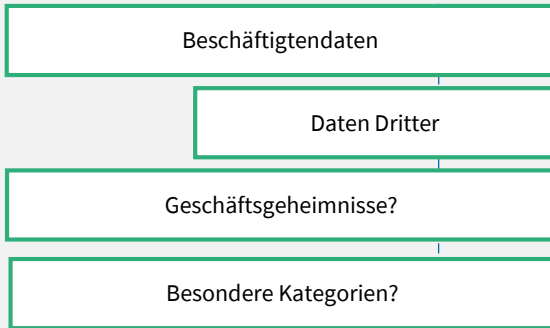 Beschäftigtendaten
Daten Dritter
Geschäftsgeheimnisse?
Besondere Kategorien?